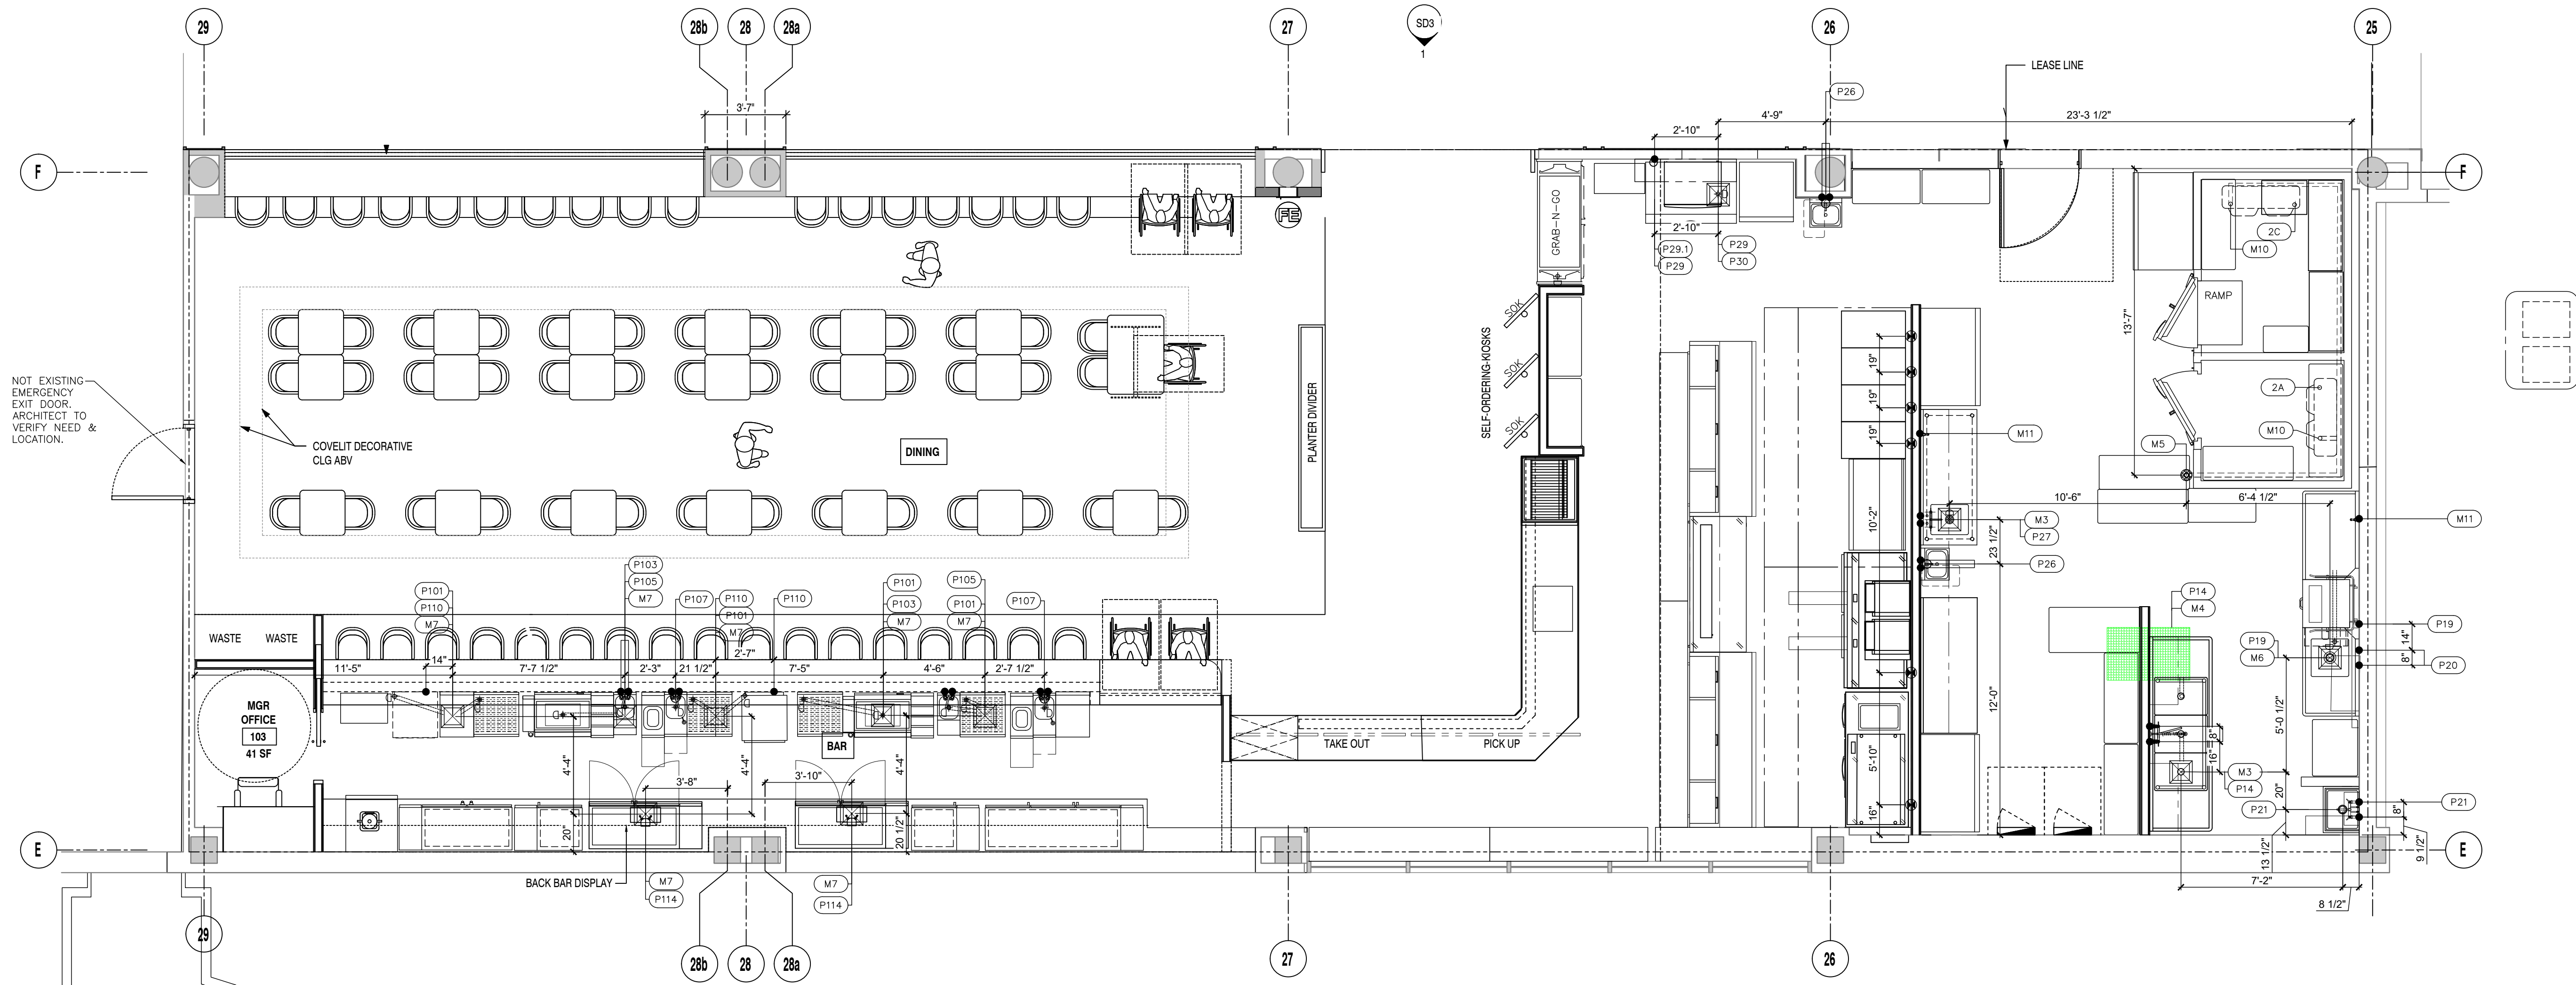 29
28b
28
28a
27
SD3
1
26
25
LEASE LINE
P26
3'-7"
4'-9"
23'-3 1/2"
2'-10"
F
F
FE
GRAB-N-GO
2'-10"
P29.1
P29
P29
P30
2C
M10
RAMP
SOK
SOK
SOK
SELF-ORDERING-KIOSKS
13'-7"
19"
19"
19"
NOT EXISTING
EMERGENCY
EXIT DOOR.
ARCHITECT TO
VERIFY NEED &
LOCATION.
COVELIT DECORATIVE
CLG ABV
DINING
PLANTER DIVIDER
2A
M10
M11
M5
10'-6"
6'-4 1/2"
M11
10'-2"
M3
P27
23 1/2"
P26
P103
P105
M7
P101
P110
M7
P107
P110
P101
M7
P110
P101
P103
M7
P105
P101
M7
P107
P14
M4
P19
P19
M6
14"
8"
P20
WASTE
WASTE
11'-5"
14"
7'-7 1/2"
2'-3"
21 1/2"
2'-7"
7'-5"
4'-6"
2'-7 1/2"
12'-0"
MGR
OFFICE
103
41 SF
BAR
TAKE OUT
PICK UP
5'-0 1/2"
8"
16"
4'-4"
4'-4"
4'-4"
3'-8"
3'-10"
5'-10"
M3
P14
20"
P21
P21
8"
16"
20"
20 1/2"
E
E
13 1/2"
9 1/2"
BACK BAR DISPLAY
M7
P114
M7
P114
7'-2"
8 1/2"
29
28b
28
28a
27
26